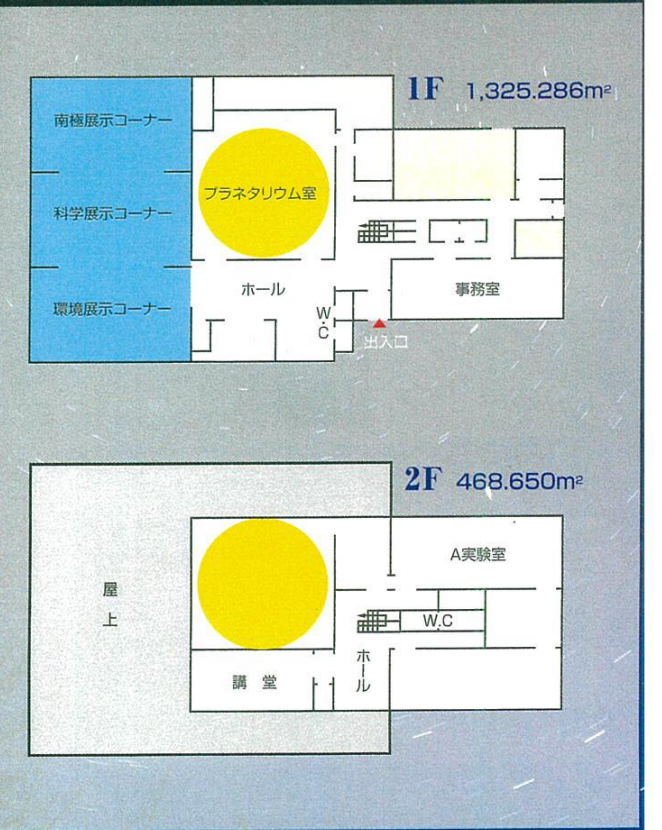 1F 1,325.286m²
南極展示コーナー
プラネタリウム室
科学展示コーナー
ホール
事務室
環境展示コーナー
W.C
出入口
2F 468.650m²
A実験室
屋上
W.C
ホール
講堂